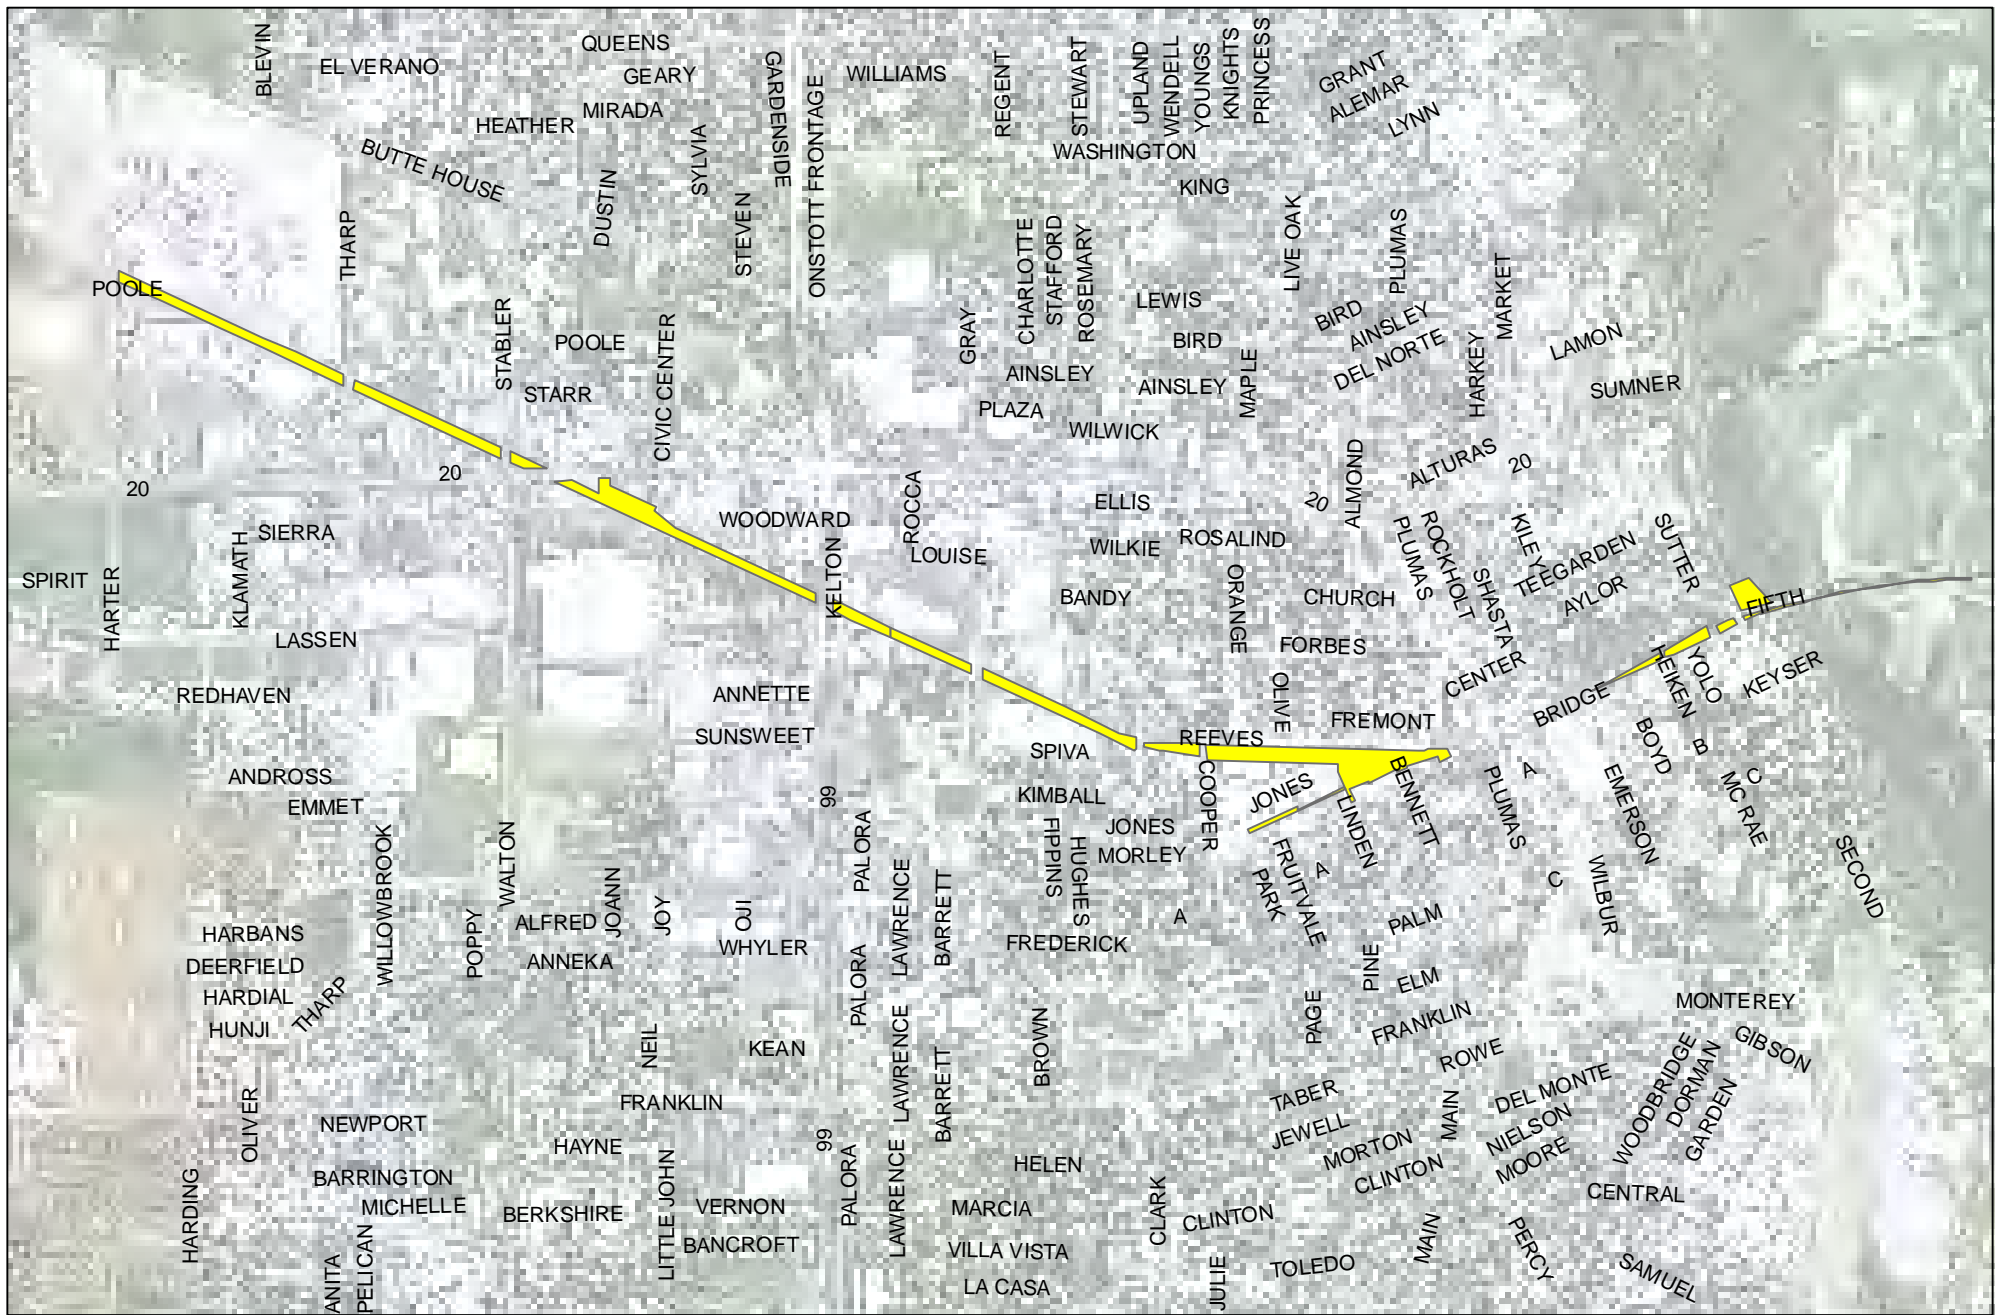 BLEVIN
EL VERANO
QUEENS
GEARY
MIRADA
HEATHER
BUTTE HOUSE
THARP
DUSTIN
SYLVIA
STEVEN
GARDENSIDE
ONSTOTT FRONTAGE
WILLIAMS
REGENT
STEWART
UPLAND
WENDELL
YOUNGS
KNIGHTS
PRINCESS
GRANT
ALEMAR
LYNN
WASHINGTON
KING
LIVE OAK
PLUMAS
MARKET
POOLE
STABLER
POOLE
STARR
CIVIC CENTER
GRAY
CHARLOTTE
STAFFORD
ROSEMARY
LEWIS
BIRD
BIRD
AINSLEY
DEL NORTE
HARKEY
LAMON
SUMNER
AINSLEY
AINSLEY
MAPLE
PLAZA
WILWICK
20
20
ALMOND
ALTURAS
20
20
SIERRA
KLAMATH
SPIRIT
HARTER
LASSEN
REDHAVEN
WOODWARD
KELTON
ROCCA
LOUISE
ELLIS
WILKIE
BANDY
ROSALIND
ORANGE
CHURCH
FORBES
PLUMAS
ROCKHOLT
SHASTA
KILEY
TEEGARDEN
AYLOR
SUTTER
FIFTH
CENTER
BRIDGE
HEIKEN
YOLO
KEYSER
ANNETTE
SUNSWEET
OLIVE
FREMONT
REEVES
SPIVA
KIMBALL
COOPER
JONES
BENNETT
LINDEN
PLUMAS
A
BOYD
B
C
EMERSON
MC RAE
SECOND
ANDROSS
EMMET
WILLOWBROOK
WALTON
POPPY
ALFRED
JOANN
ANNEKA
JOY
OJI
WHYLER
99
PALORA
LAWRENCE
BARRETT
FIPPINS
HUGHES
JONES
MORLEY
FREDERICK
A
PARK
FRUITVALE
A
PALM
C
WILBUR
HARBANS
DEERFIELD
HARDIAL
HUNJI
THARP
NEIL
KEAN
PALORA
LAWRENCE
BARRETT
BROWN
PAGE
PINE
ELM
FRANKLIN
ROWE
MONTEREY
GIBSON
WOODBRIDGE
DORMAN
GARDEN
OLIVER
NEWPORT
FRANKLIN
HAYNE
99
TABER
JEWELL
MORTON
CLINTON
MAIN
DEL MONTE
NIELSON
MOORE
CENTRAL
HARDING
BARRINGTON
MICHELLE
BERKSHIRE
LITTLE JOHN
VERNON
BANCROFT
PALORA
LAWRENCE
HELEN
MARCIA
VILLA VISTA
LA CASA
CLARK
CLINTON
JULIE
TOLEDO
MAIN
PERCY
SAMUEL
ANITA
PELICAN